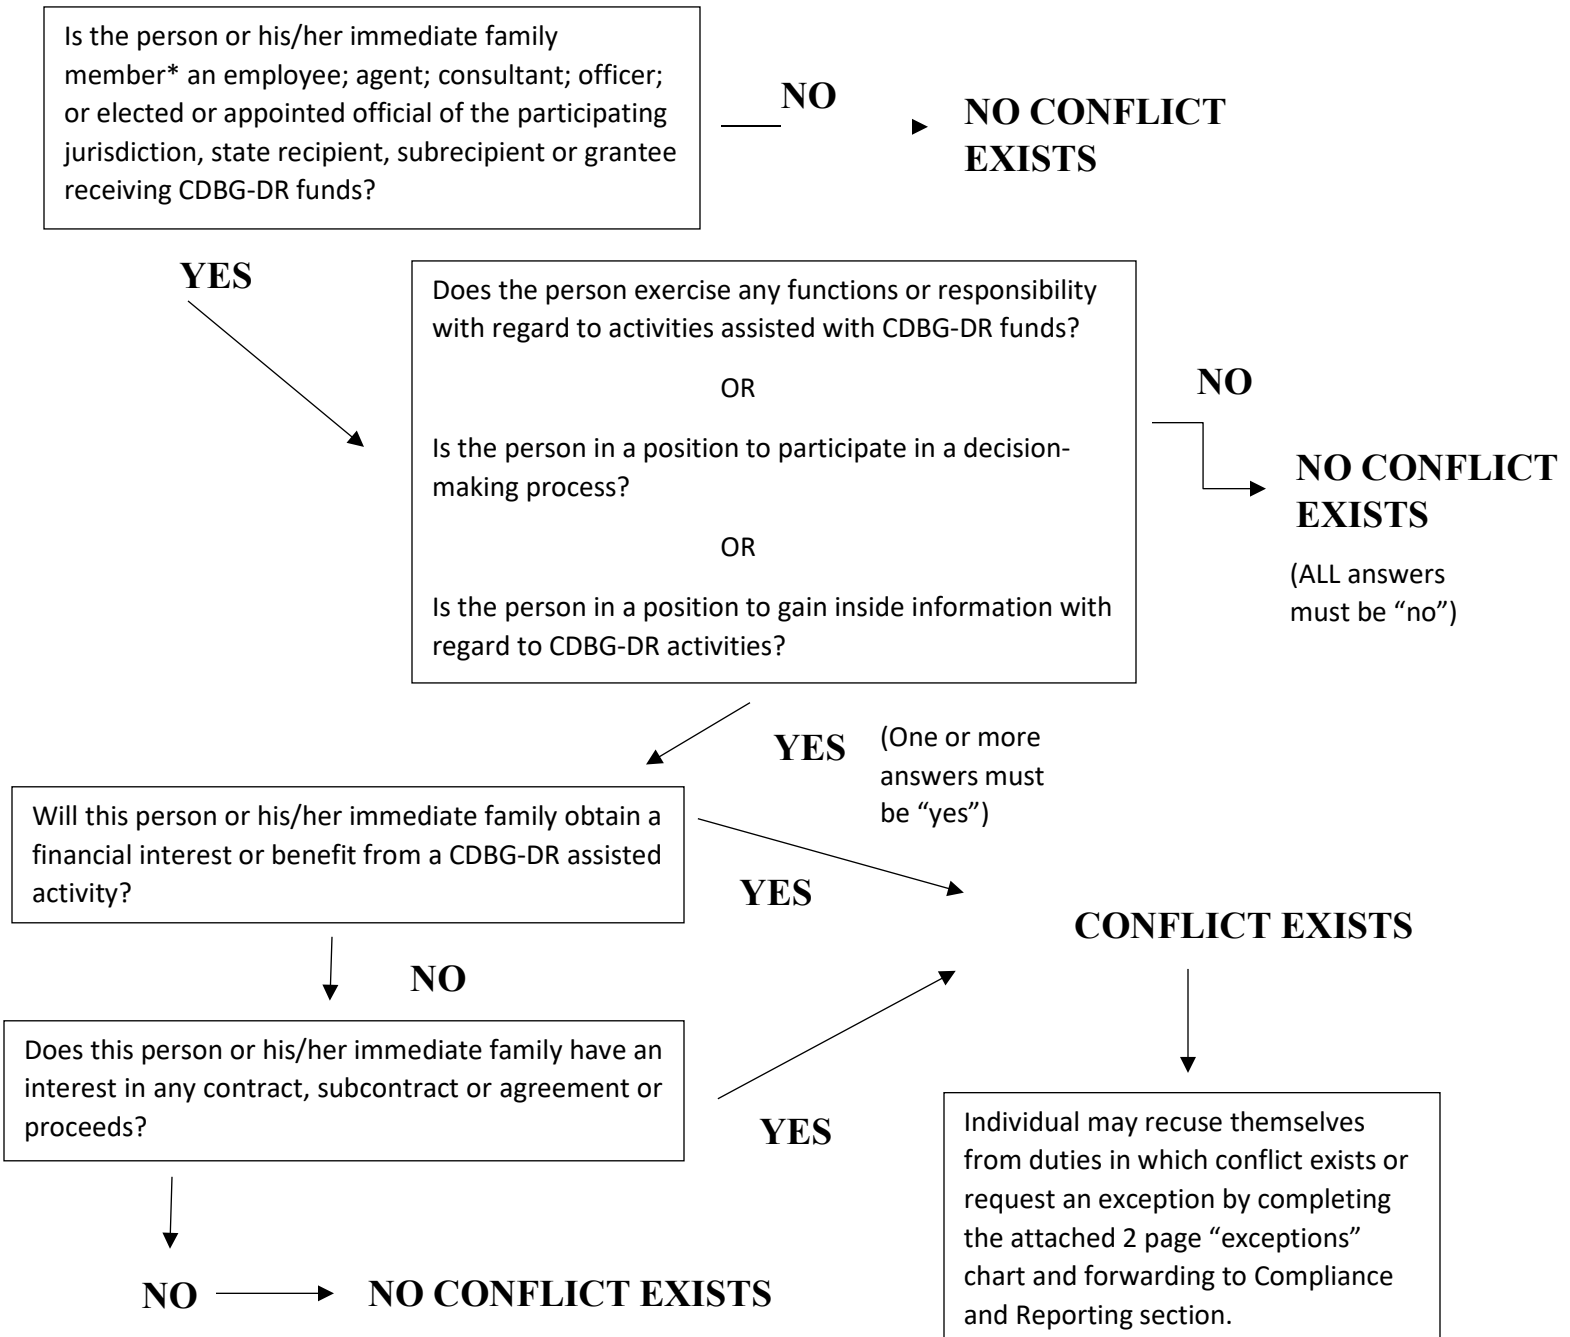 Is the person or his/her immediate family
member* an employee; agent; consultant; officer;
or elected or appointed official of the participating
jurisdiction, state recipient, subrecipient or grantee
receiving CDBG-DR funds?
NO
NO CONFLICT
EXISTS
YES
Does the person exercise any functions or responsibility
with regard to activities assisted with CDBG-DR funds?
OR
Is the person in a position to participate in a decision-
making process?
OR
Is the person in a position to gain inside information with
regard to CDBG-DR activities?
NO
NO CONFLICT
EXISTS
(ALL answers
must be “no”)
YES
(One or more
answers must
be “yes”)
Will this person or his/her immediate family obtain a
financial interest or benefit from a CDBG-DR assisted
activity?
YES
CONFLICT EXISTS
NO
Does this person or his/her immediate family have an
interest in any contract, subcontract or agreement or
proceeds?
YES
Individual may recuse themselves
from duties in which conflict exists or
request an exception by completing
the attached 2 page “exceptions”
chart and forwarding to Compliance
and Reporting section.
NO
NO CONFLICT EXISTS